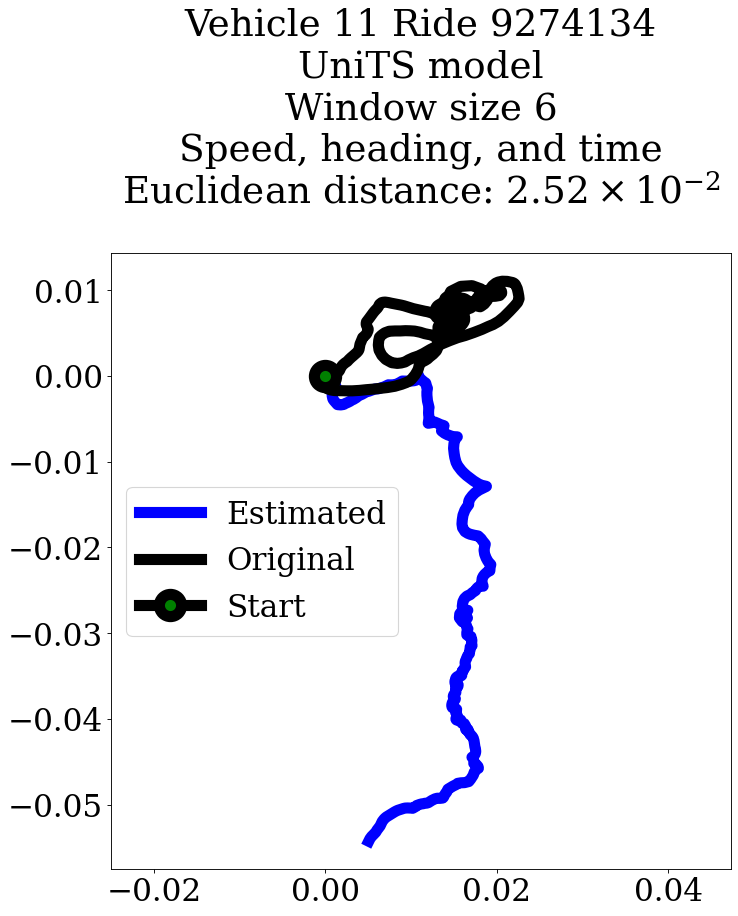 Vehicle 11 Ride 9274134
UniTS model
Window size 6
Speed, heading, and time
Euclidean distance: 2.52 × 10⁻²
0.01
0.00
−0.01
−0.02
−0.03
−0.04
−0.05
Estimated
Original
Start
−0.02 0.00 0.02 0.04